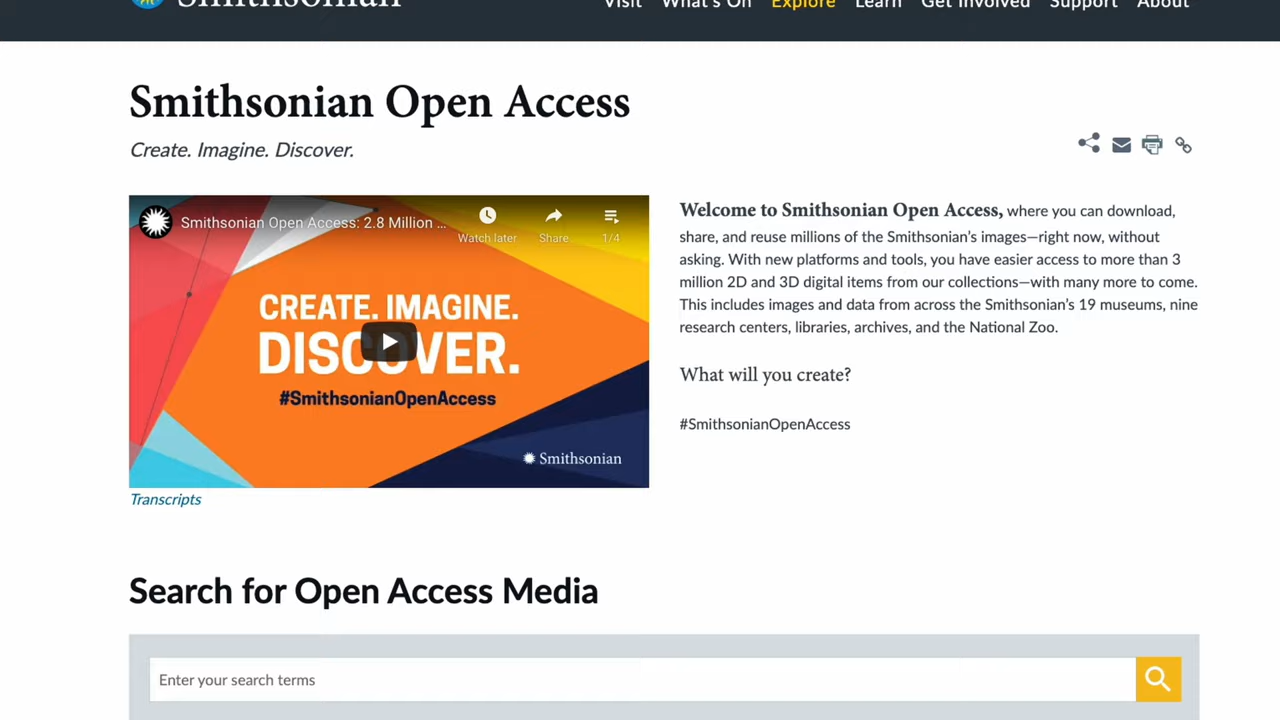 Smithsonian
Visit What's On Explore Learn Get Involved Support About
Smithsonian Open Access
Create. Imagine. Discover.
Smithsonian Open Access: 2.8 Million ...
Watch later
Share
1/4
CREATE. IMAGINE.
DISCOVER.
#SmithsonianOpenAccess
Smithsonian
Transcripts
Welcome to Smithsonian Open Access, where you can download,
share, and reuse millions of the Smithsonian's images—right now, without
asking. With new platforms and tools, you have easier access to more than 3
million 2D and 3D digital items from our collections—with many more to come.
This includes images and data from across the Smithsonian's 19 museums, nine
research centers, libraries, archives, and the National Zoo.
What will you create?
#SmithsonianOpenAccess
Search for Open Access Media
Enter your search terms